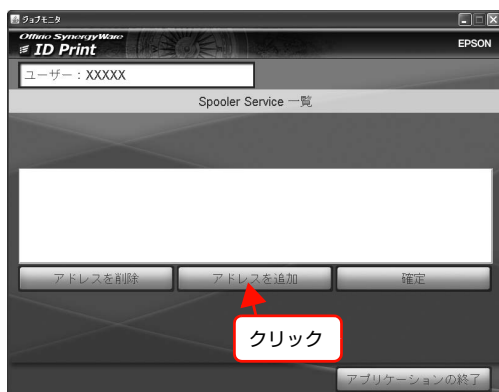 ジョブモニタ
Offirio SynergyWare
ID Print
EPSON
ユーザー：XXXXX
Spooler Service 一覧
アドレスを削除
アドレスを追加
確定
クリック
アプリケーションの終了